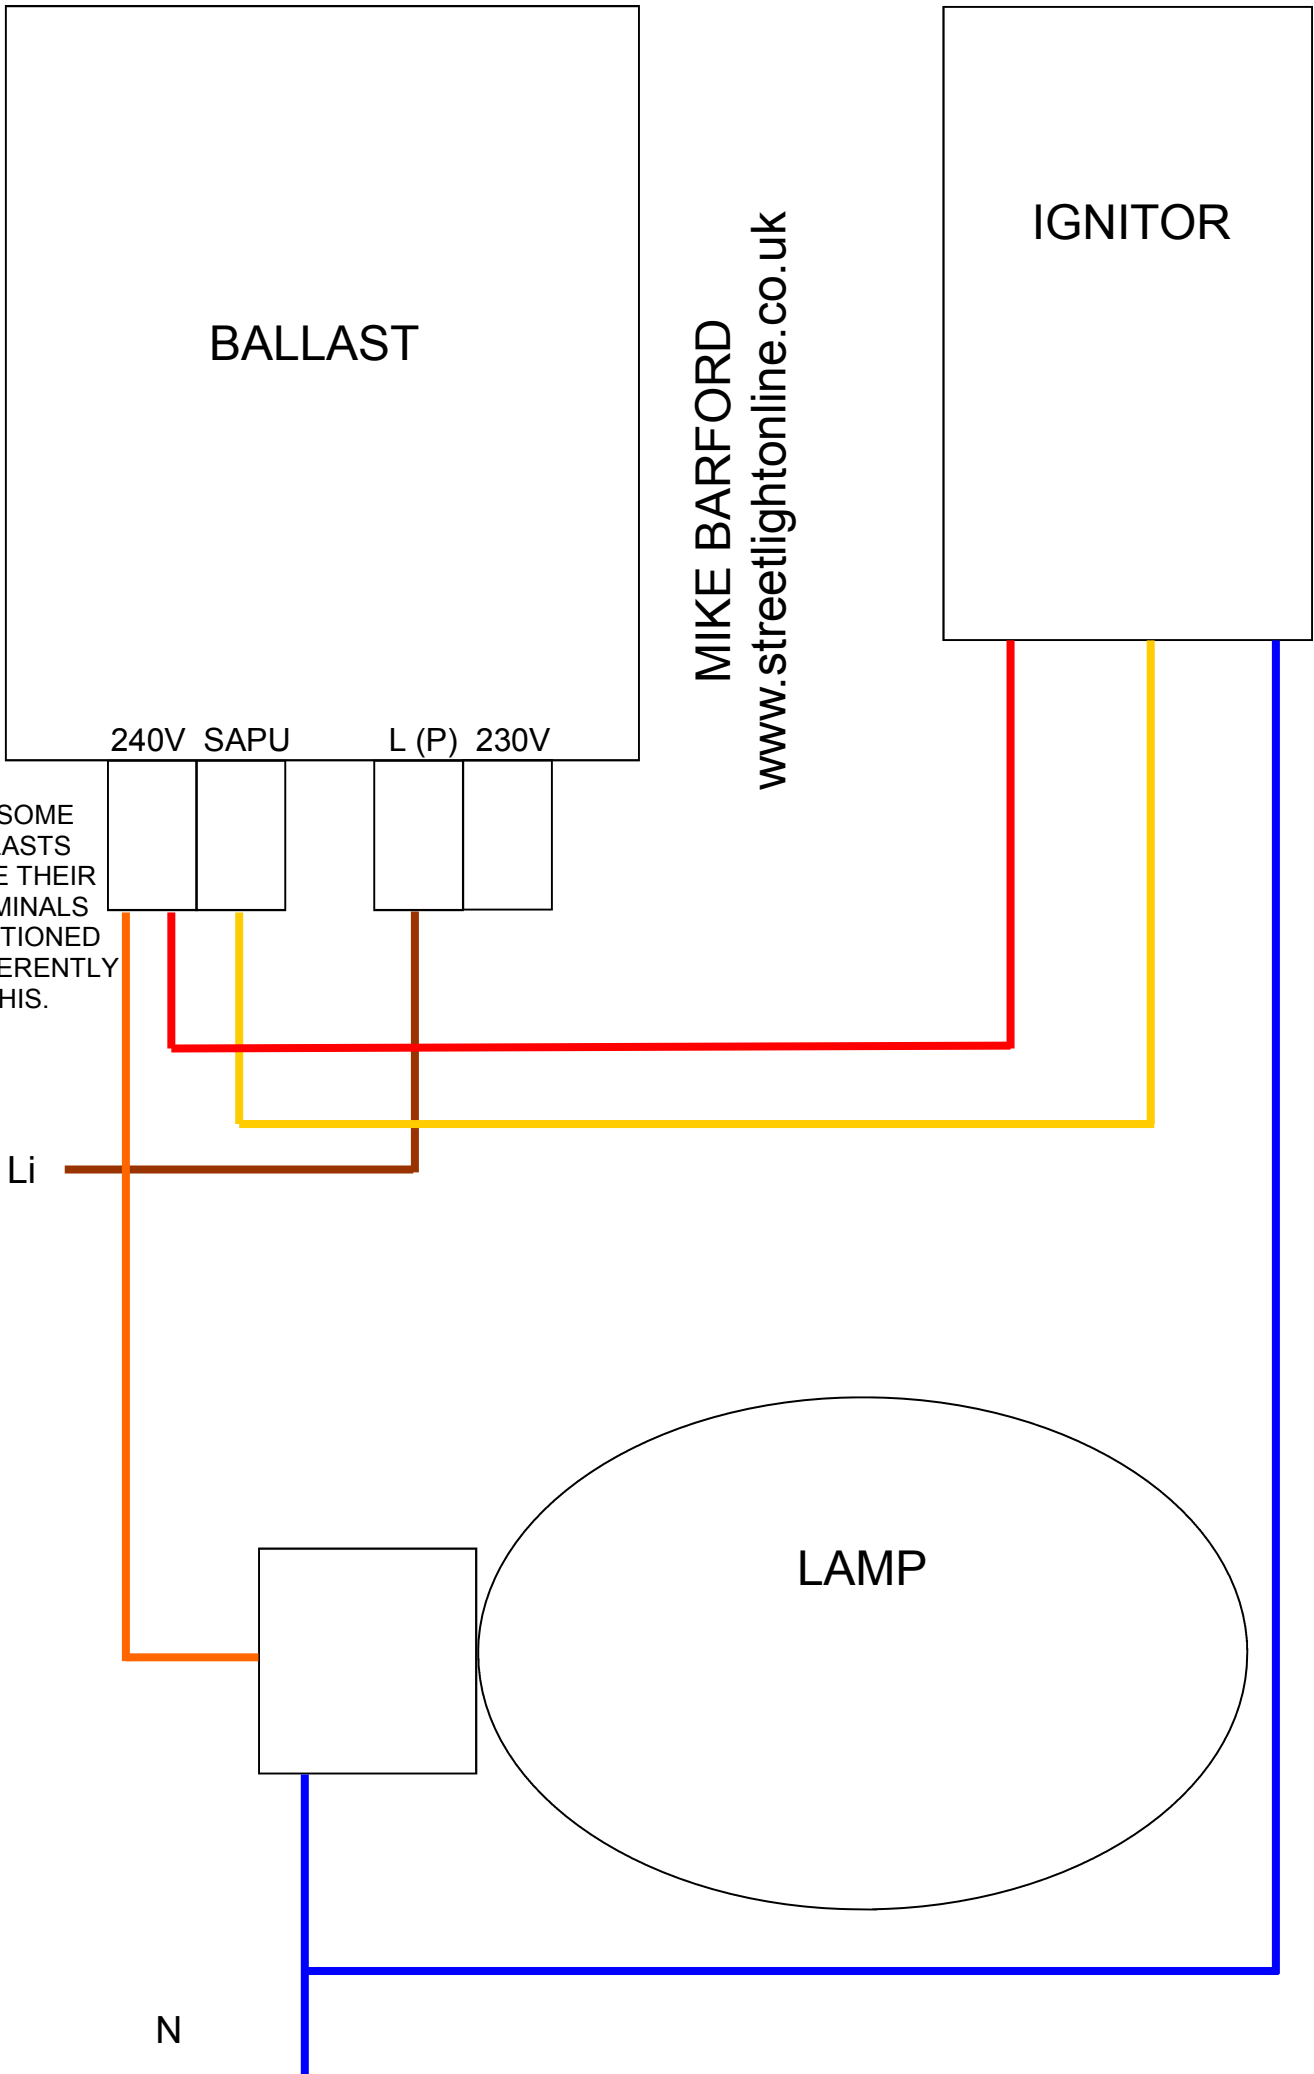 BALLAST
IGNITOR
MIKE BARFORD
www.streetlightonline.co.uk
240V SAPU L (P) 230V
SOME
LASTS
E THEIR
MINALS
TIONED
ERENTLY
HIS.
Li
LAMP
N